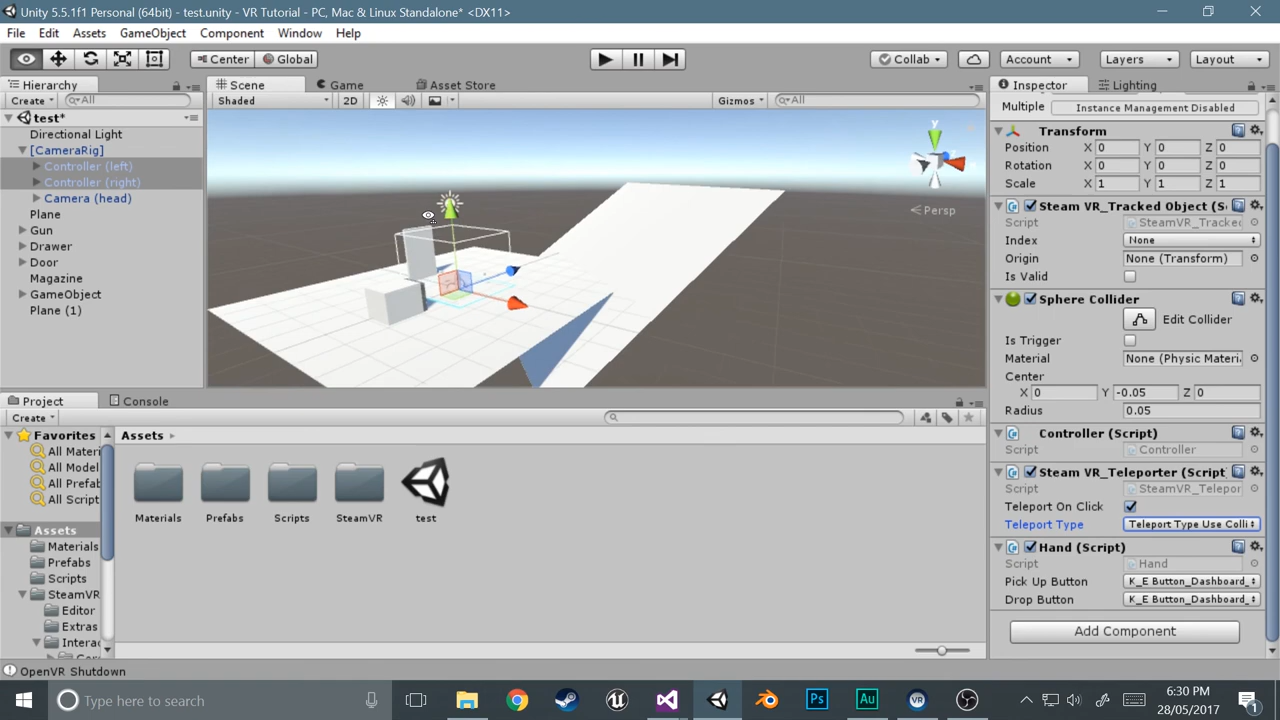 Unity 5.5.1f1 Personal (64bit) - test.unity - VR Tutorial - PC, Mac & Linux Standalone* <DX11>
File Edit Assets GameObject Component Window Help
Center Global Collab Account Layers Layout
Hierarchy Scene Game Asset Store Inspector Lighting
Create All Shaded 2D Gizmos All
Multiple Instance Management Disabled
test*
Directional Light
[CameraRig]
Controller (left)
Controller (right)
Camera (head)
Plane
Gun
Drawer
Door
Magazine
GameObject
Plane (1)
y
Persp
Transform
Position X 0 Y 0 Z 0
Rotation X 0 Y 0 Z 0
Scale X 1 Y 1 Z 1
Steam VR_Tracked Object (S
Script SteamVR_Tracked
Index None
Origin None (Transform)
Is Valid
Sphere Collider
Edit Collider
Is Trigger
Material None (Physic Materi
Center
X 0 Y -0.05 Z 0
Radius 0.05
Controller (Script)
Script Controller
Steam VR_Teleporter (Script
Script SteamVR_Telepor
Teleport On Click
Teleport Type Teleport Type Use Colli
Hand (Script)
Script Hand
Pick Up Button K_E Button_Dashboard_
Drop Button K_E Button_Dashboard_
Add Component
Project Console
Create
Favorites
All Materi
All Model
All Prefab
All Script
Assets
Materials
Prefabs
Scripts
SteamVR
Editor
Extras
Intera
Assets
Materials Prefabs Scripts SteamVR test
OpenVR Shutdown
Type here to search
Ps Au VR
6:30 PM
28/05/2017
1